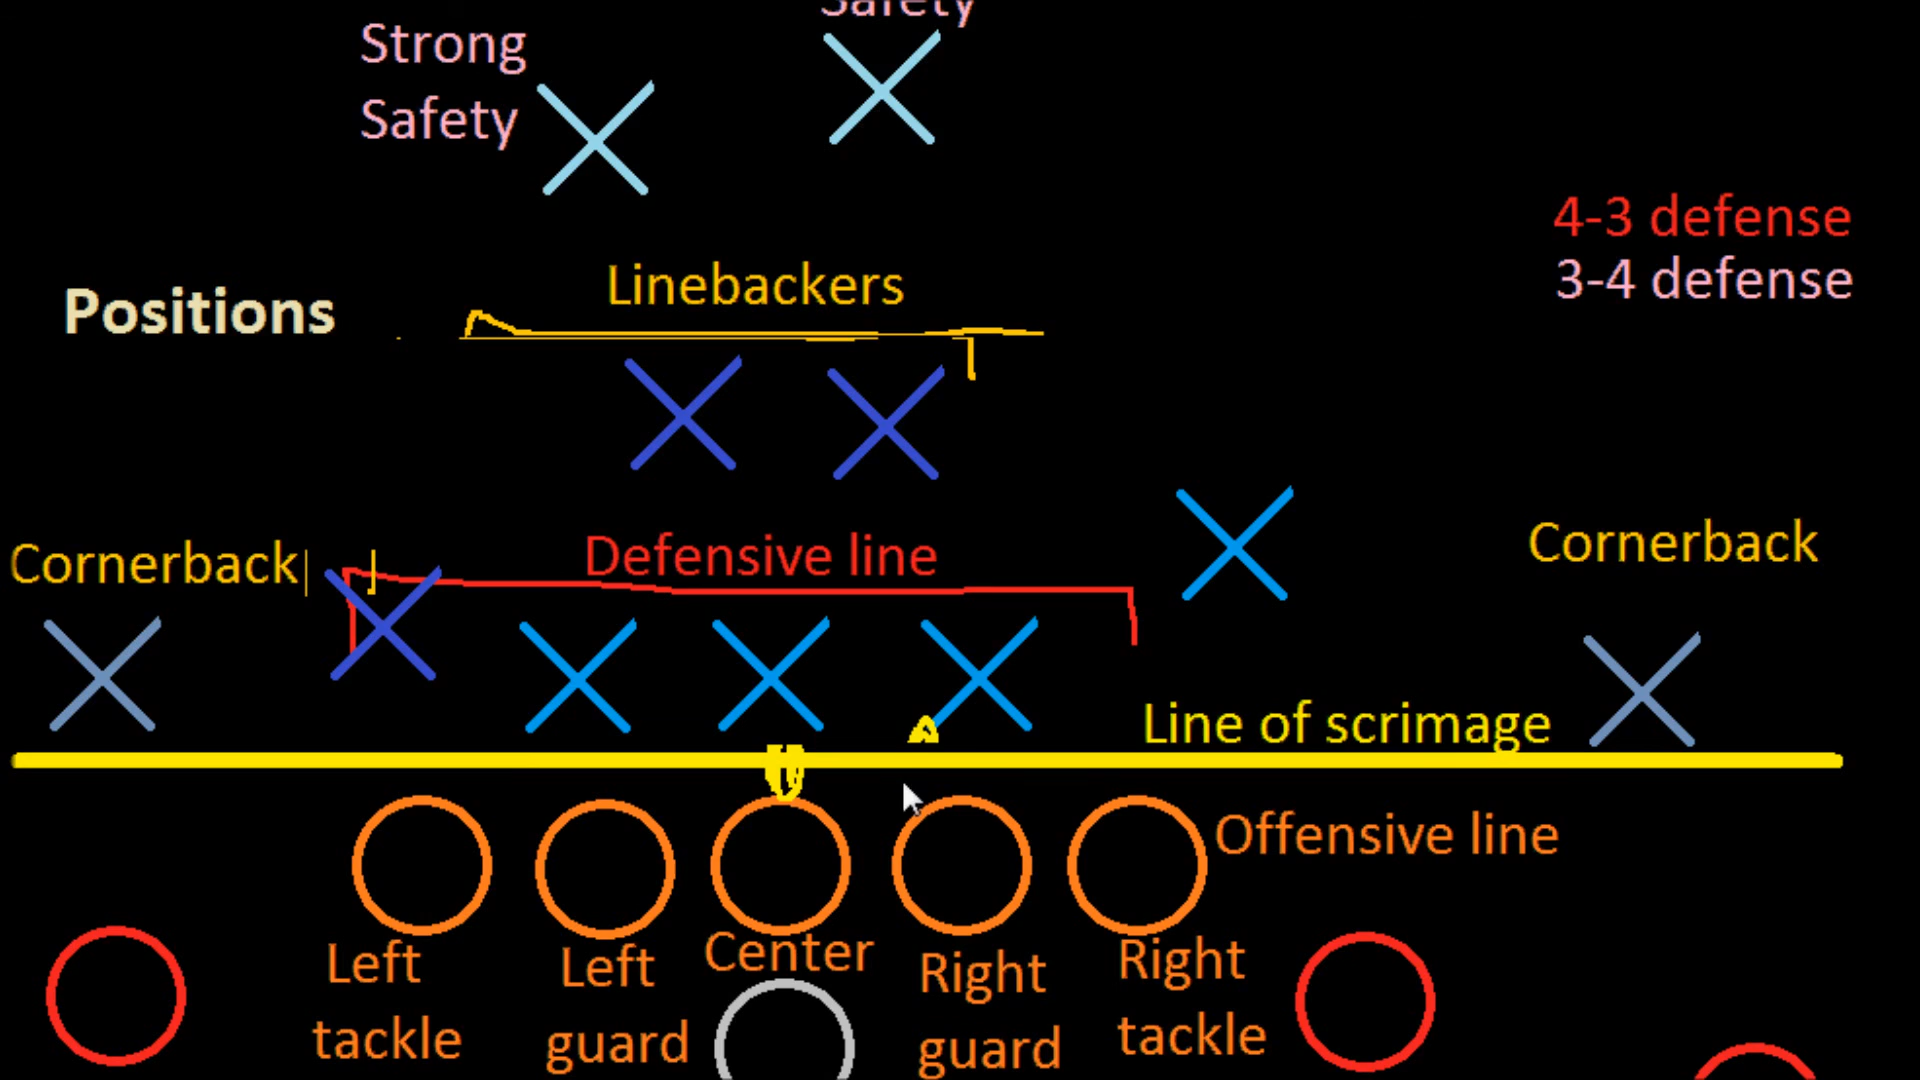 Safety
Strong
Safety
4-3 defense
3-4 defense
Linebackers
Positions
Defensive line
Cornerback
Cornerback
Line of scrimage
Offensive line
Left
tackle
Left
guard
Center
Right
guard
Right
tackle